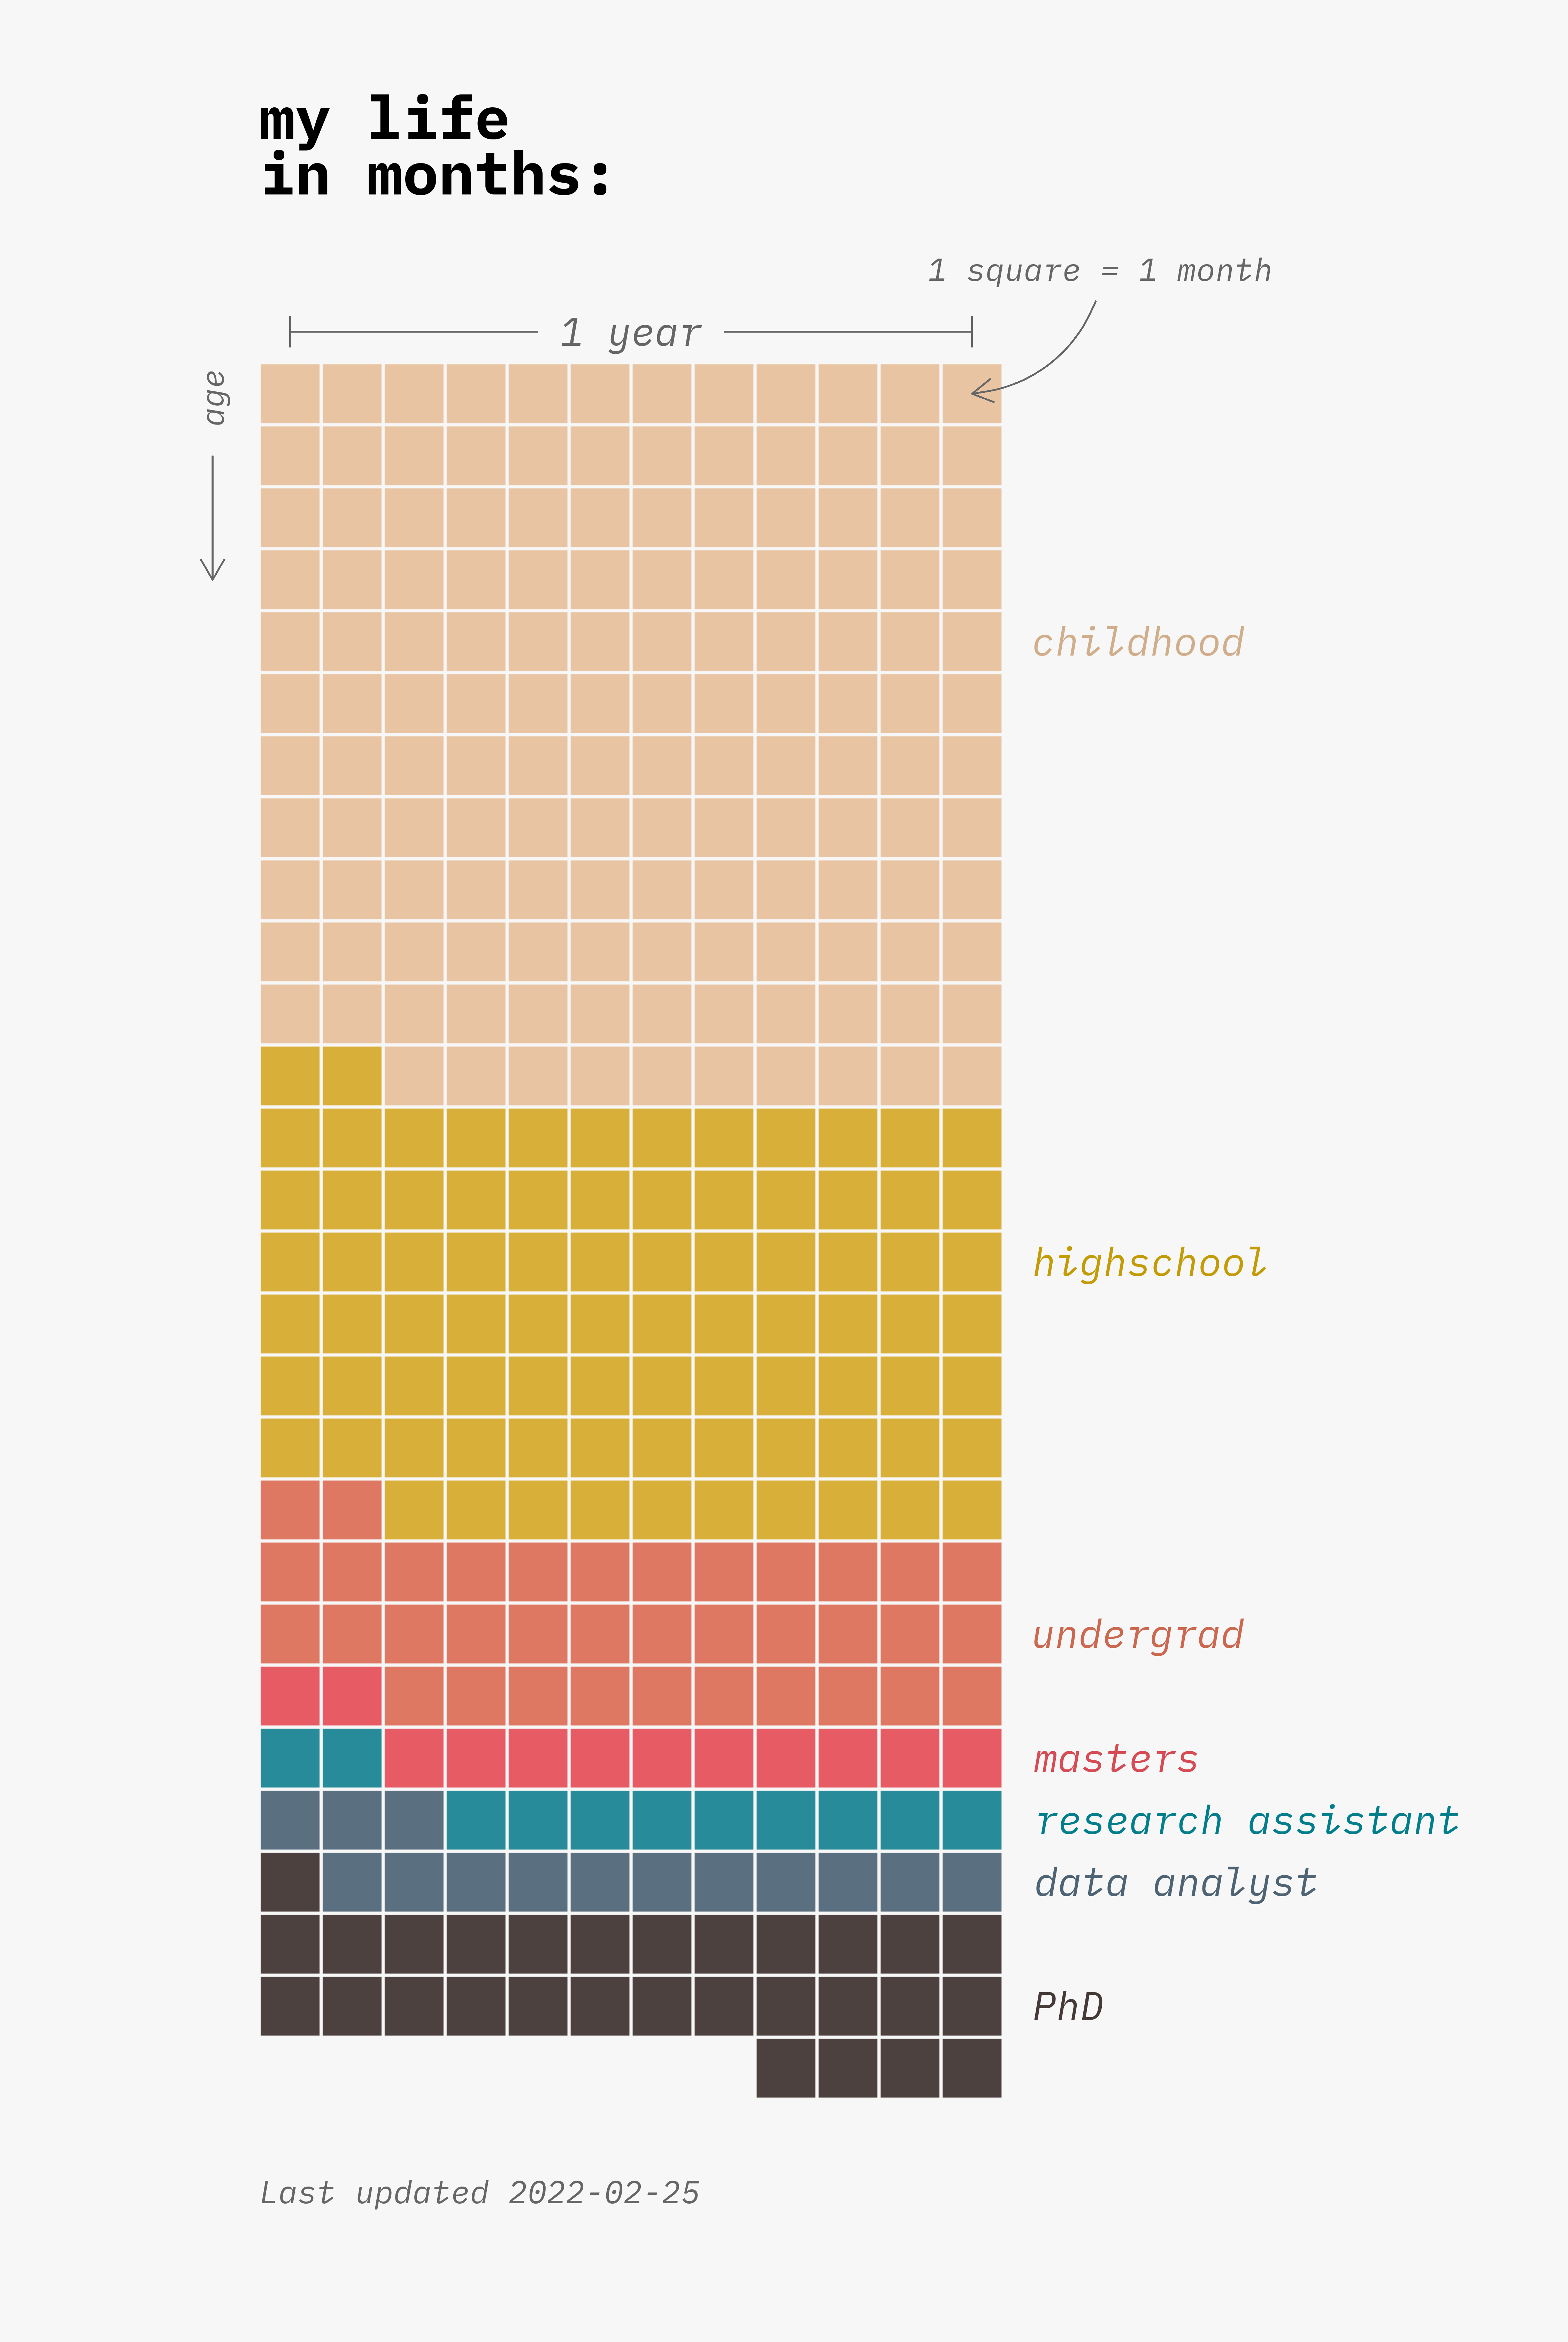 my life
in months:
1 square = 1 month
1 year
age
childhood
highschool
undergrad
masters
research assistant
data analyst
PhD
Last updated 2022-02-25